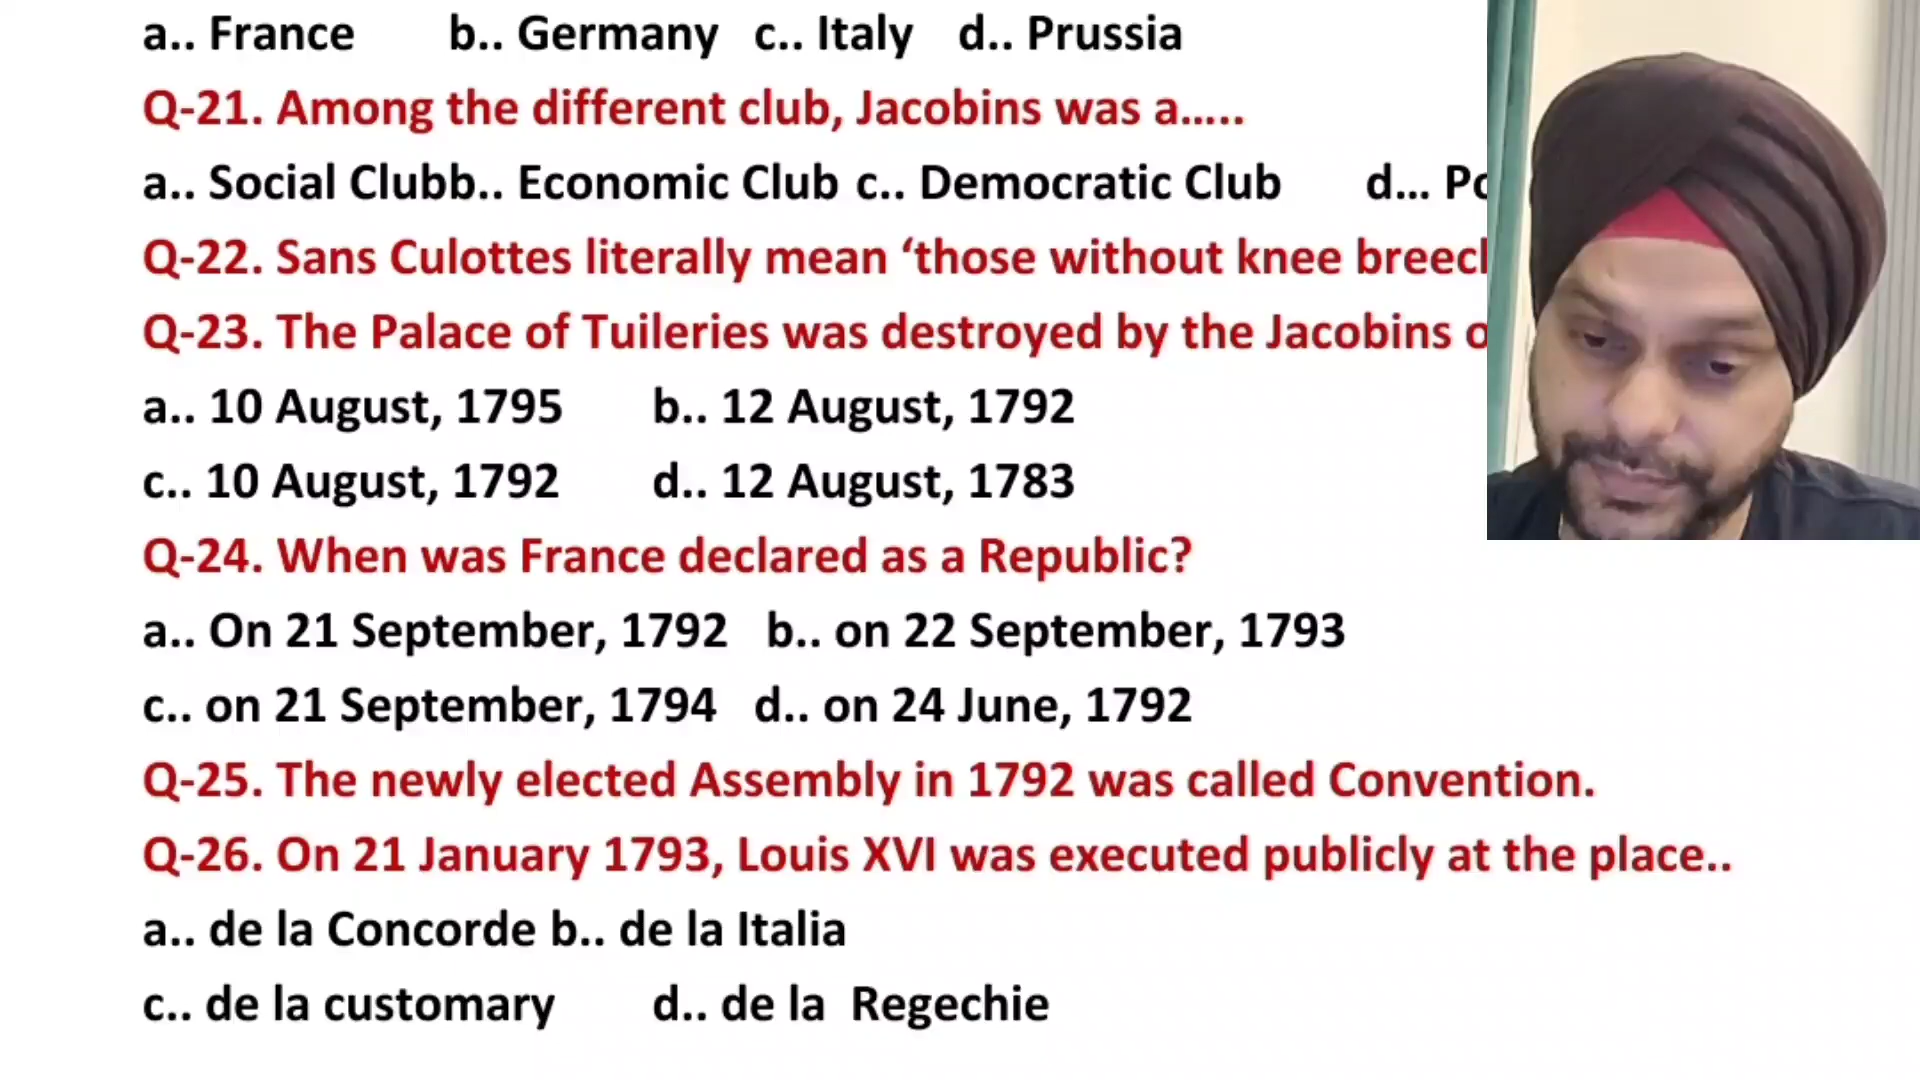 a.. France b.. Germany c.. Italy d.. Prussia
Q-21. Among the different club, Jacobins was a.....
a.. Social Clubb.. Economic Club c.. Democratic Club d...
Q-22. Sans Culottes literally mean ‘those without knee
Q-23. The Palace of Tuileries was destroyed by the Jacobins
a.. 10 August, 1795 b.. 12 August, 1792
c.. 10 August, 1792 d.. 12 August, 1783
Q-24. When was France declared as a Republic?
a.. On 21 September, 1792 b.. on 22 September, 1793
c.. on 21 September, 1794 d.. on 24 June, 1792
Q-25. The newly elected Assembly in 1792 was called Convention.
Q-26. On 21 January 1793, Louis XVI was executed publicly at the place..
a.. de la Concorde b.. de la Italia
c.. de la customary d.. de la Regechie